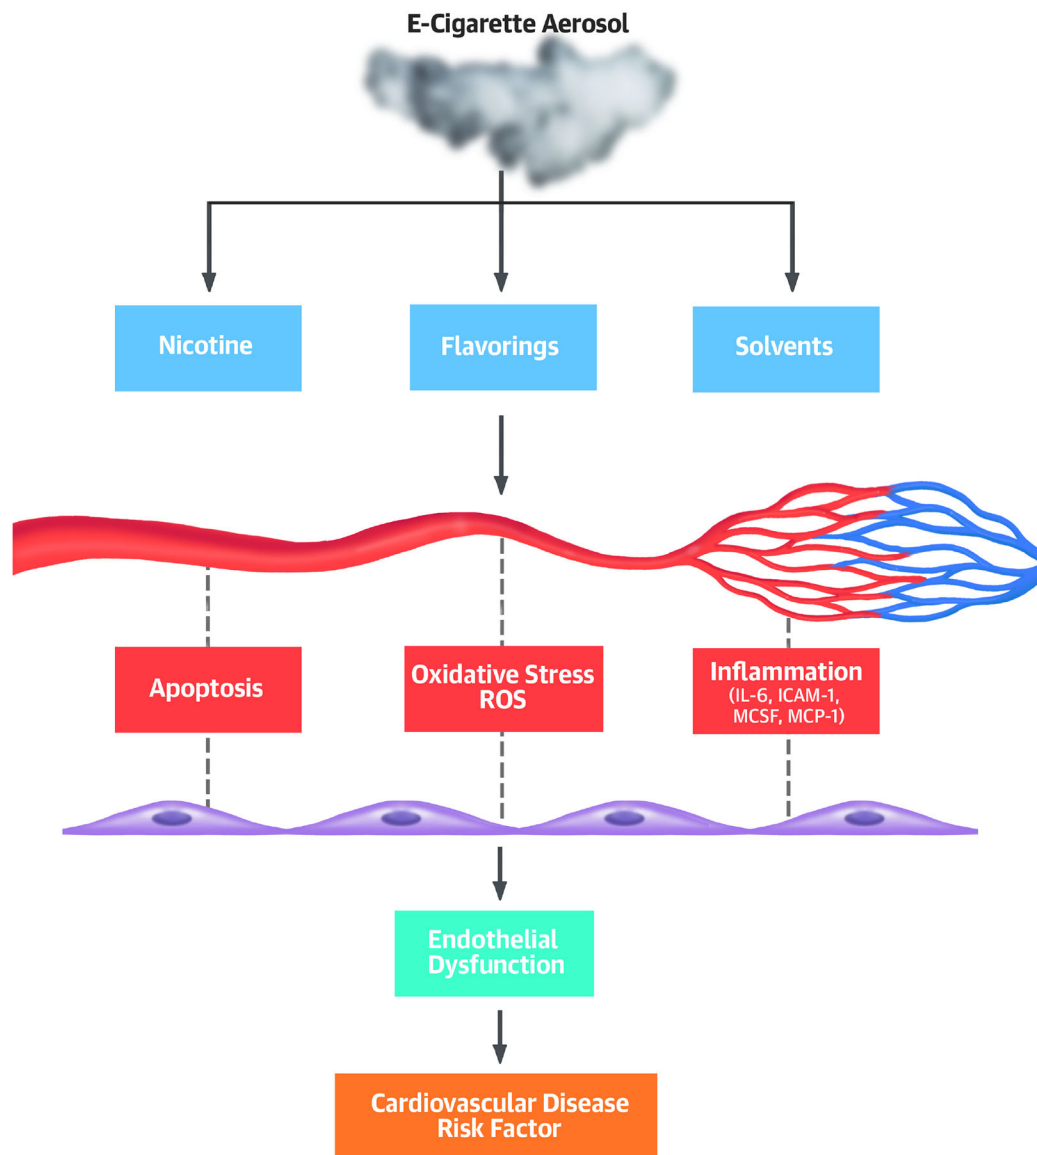 E-Cigarette Aerosol
Nicotine
Flavorings
Solvents
Apoptosis
Oxidative Stress
ROS
Inflammation
(IL-6, ICAM-1,
MCSF, MCP-1)
Endothelial
Dysfunction
Cardiovascular Disease
Risk Factor